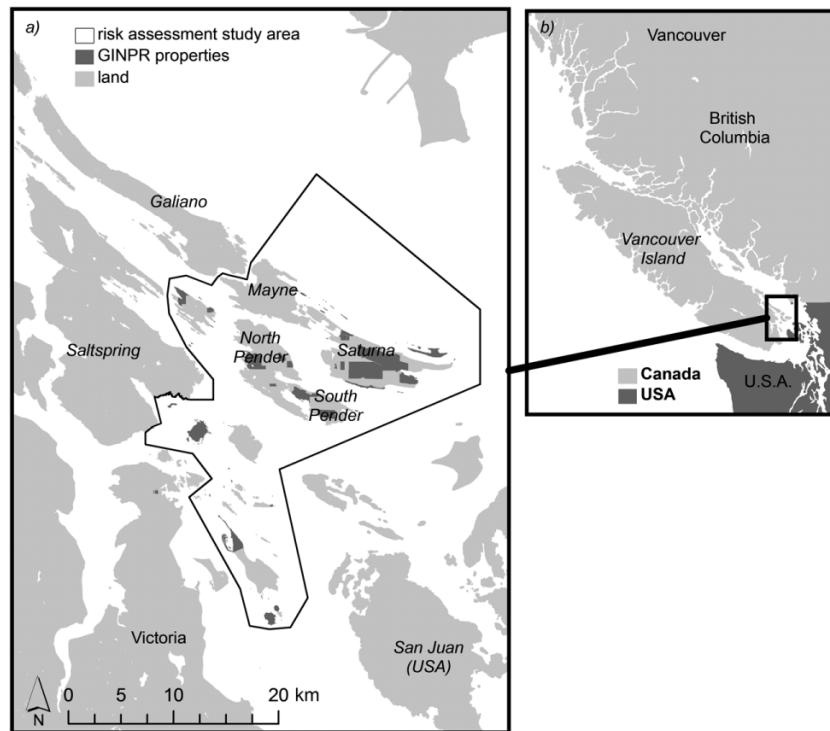 a)
risk assessment study area
GINPR properties
land
Galiano
Mayne
Saltspring
North
Pender
Saturna
South
Pender
Victoria
San Juan
(USA)
N
0 5 10 20 km
b)
Vancouver
British
Columbia
Vancouver
Island
U.S.A.
Canada
USA